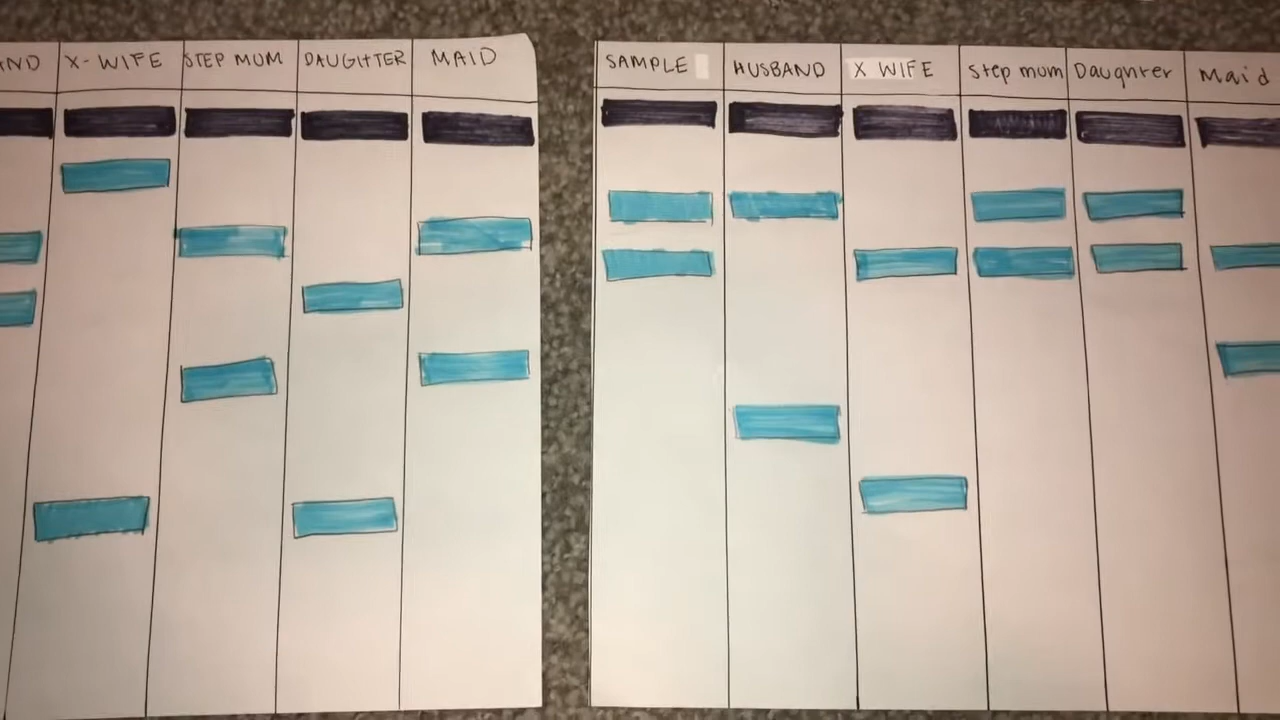 X-WIFE
STEP MUM
DAUGHTER
MAID
SAMPLE
HUSBAND
X WIFE
Step mum
Daughter
Maid